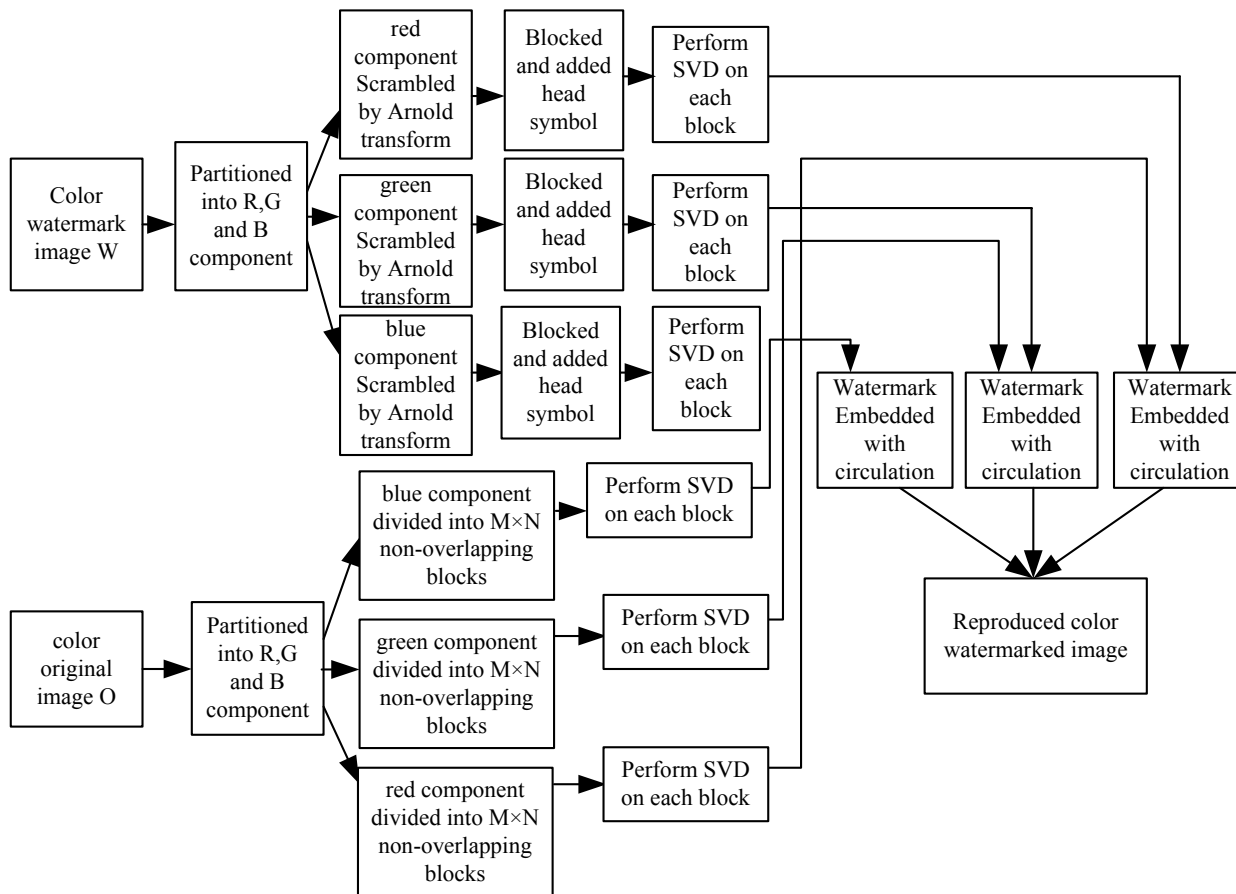 red
component
Scrambled
by Arnold
transform
Blocked
and added
head
symbol
Perform
SVD on
each
block
Color
watermark
image W
Partitioned
into R,G
and B
component
green
component
Scrambled
by Arnold
transform
Blocked
and added
head
symbol
Perform
SVD on
each
block
blue
component
Scrambled
by Arnold
transform
Blocked
and added
head
symbol
Perform
SVD on
each
block
Watermark
Embedded
with
circulation
Watermark
Embedded
with
circulation
Watermark
Embedded
with
circulation
blue component
divided into M×N
non-overlapping
blocks
Perform SVD
on each block
color
original
image O
Partitioned
into R,G
and B
component
green component
divided into M×N
non-overlapping
blocks
Perform SVD
on each block
Reproduced color
watermarked image
red component
divided into M×N
non-overlapping
blocks
Perform SVD
on each block